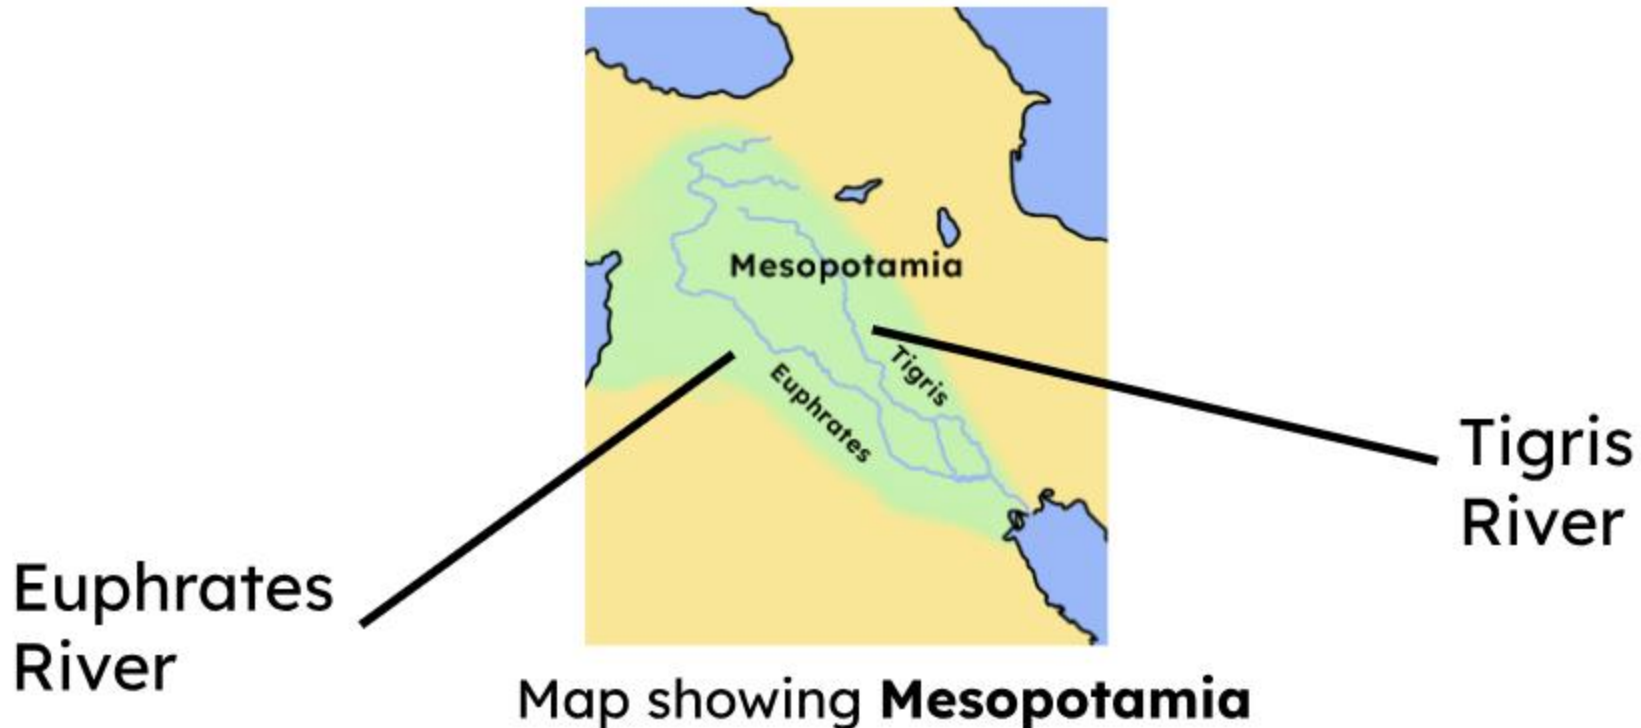 Mesopotamia
Tigris
Euphrates
Tigris
River
Euphrates
River
Map showing Mesopotamia